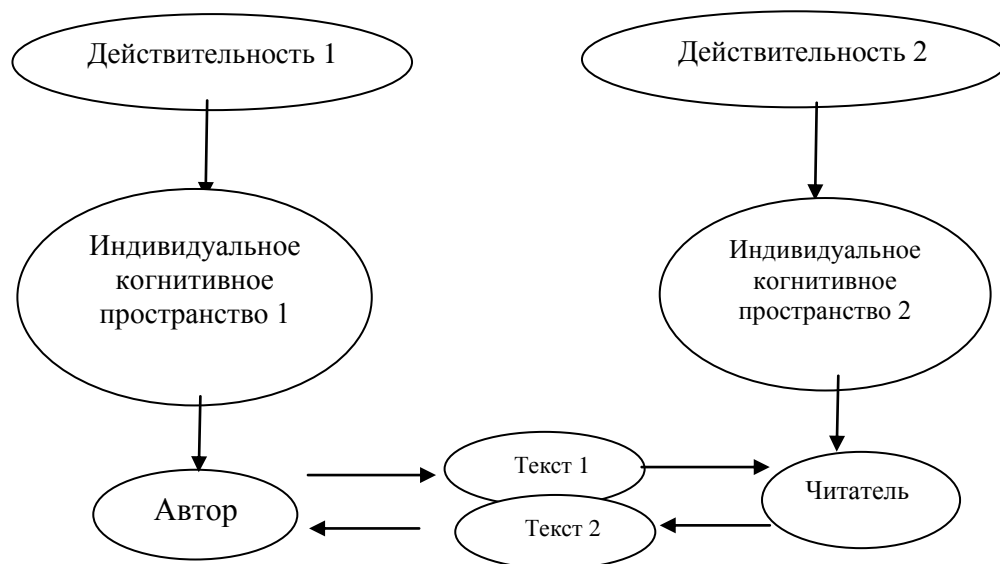 Действительность 1
Действительность 2
Индивидуальное
когнитивное
пространство 1
Индивидуальное
когнитивное
пространство 2
Автор
Текст 1
Текст 2
Читатель